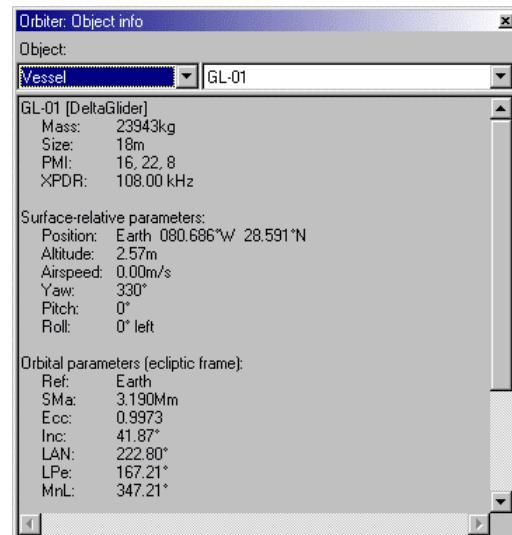 Orbiter: Object info
Object:
Vessel GL-01
GL-01 [DeltaGlider]
Mass: 23943kg
Size: 18m
PMI: 16, 22, 8
XPDR: 108.00 kHz
Surface-relative parameters:
Position: Earth 080.686°W 28.591°N
Altitude: 2.57m
Airspeed: 0.00m/s
Yaw: 330°
Pitch: 0°
Roll: 0° left
Orbital parameters (ecliptic frame):
Ref: Earth
SMa: 3.190Mm
Ecc: 0.9973
Inc: 41.87°
LAN: 222.80°
LPe: 167.21°
MnL: 347.21°